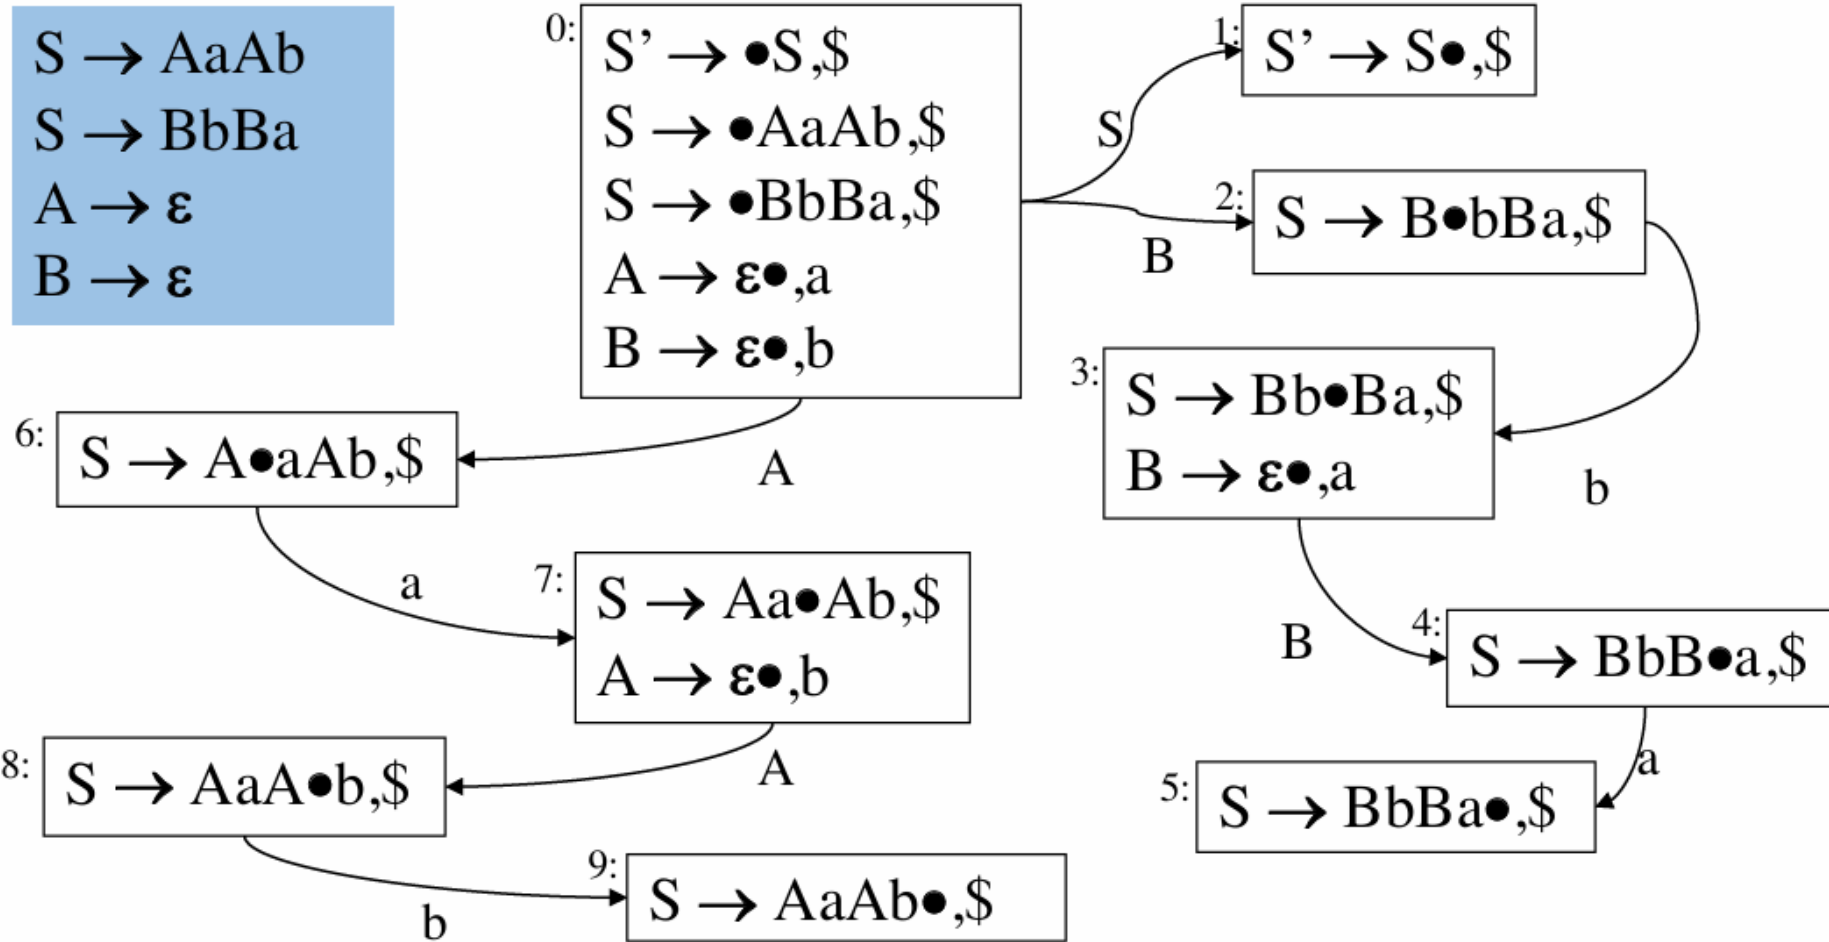 S → AaAb
S → BbBa
A → ε
B → ε
0:
S’ → •S,$
S → •AaAb,$
S → •BbBa,$
A → ε•,a
B → ε•,b
S
1:
S’ → S•,$
B
2:
S → B•bBa,$
b
3:
S → Bb•Ba,$
B → ε•,a
A
6:
S → A•aAb,$
a
7:
S → Aa•Ab,$
A → ε•,b
B
4:
S → BbB•a,$
A
8:
S → AaA•b,$
a
5:
S → BbBa•,$
b
9:
S → AaAb•,$